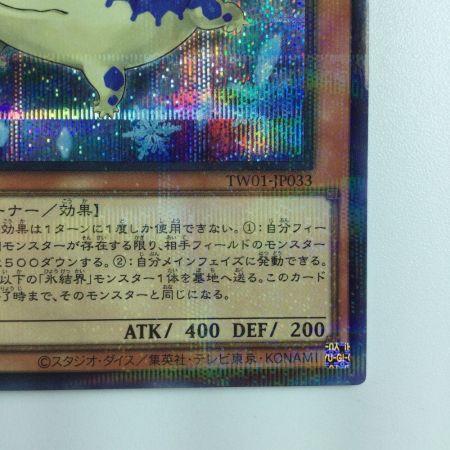 TW01-JP033
ーナー／効果】
果は1ターンに1度しか使用できない。①：自分フィー
モンスターが存在する限り、相手フィールドのモンスター
は500ダウンする。②：自分メインフェイズに発動できる。
以下の「氷結界」モンスター1体を墓地へ送る。このカード
了時まで、そのモンスターと同じになる。
ATK/ 400 DEF/ 200
©スタジオ・ダイス／集英社・テレビ東京・KONAMI